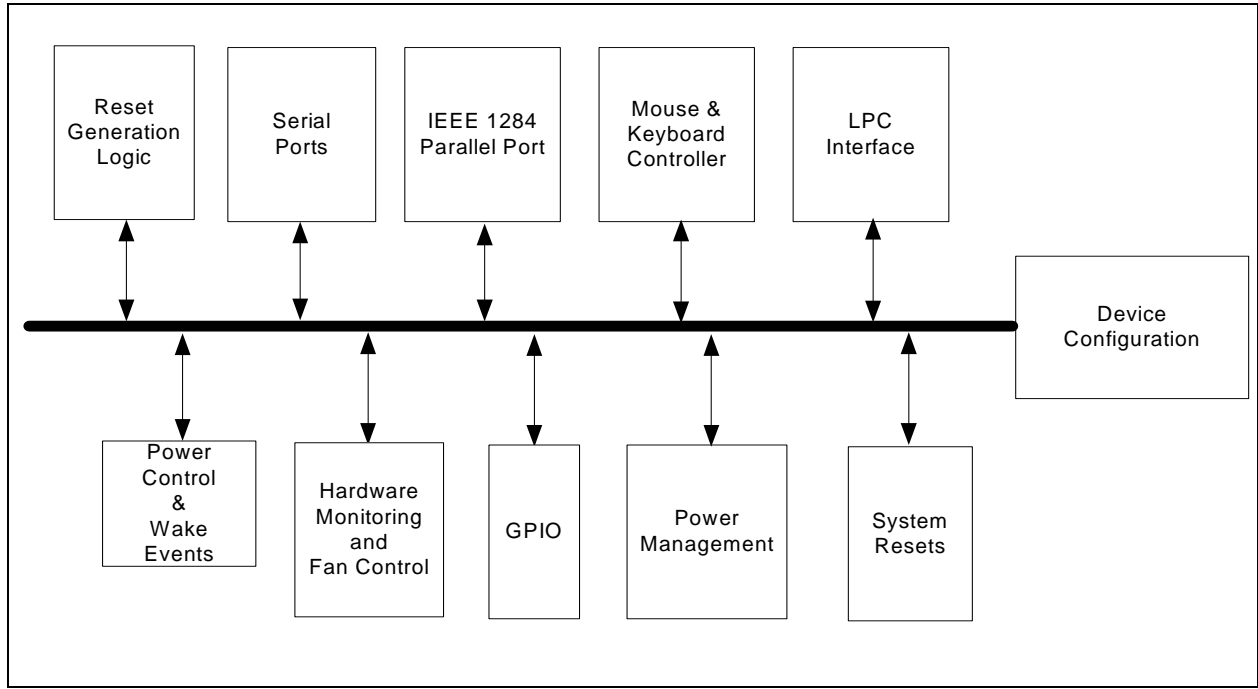 Reset
Generation
Logic
Serial
Ports
IEEE 1284
Parallel Port
Mouse &
Keyboard
Controller
LPC
Interface
Device
Configuration
Power
Control
&
Wake
Events
Hardware
Monitoring
and
Fan Control
GPIO
Power
Management
System
Resets